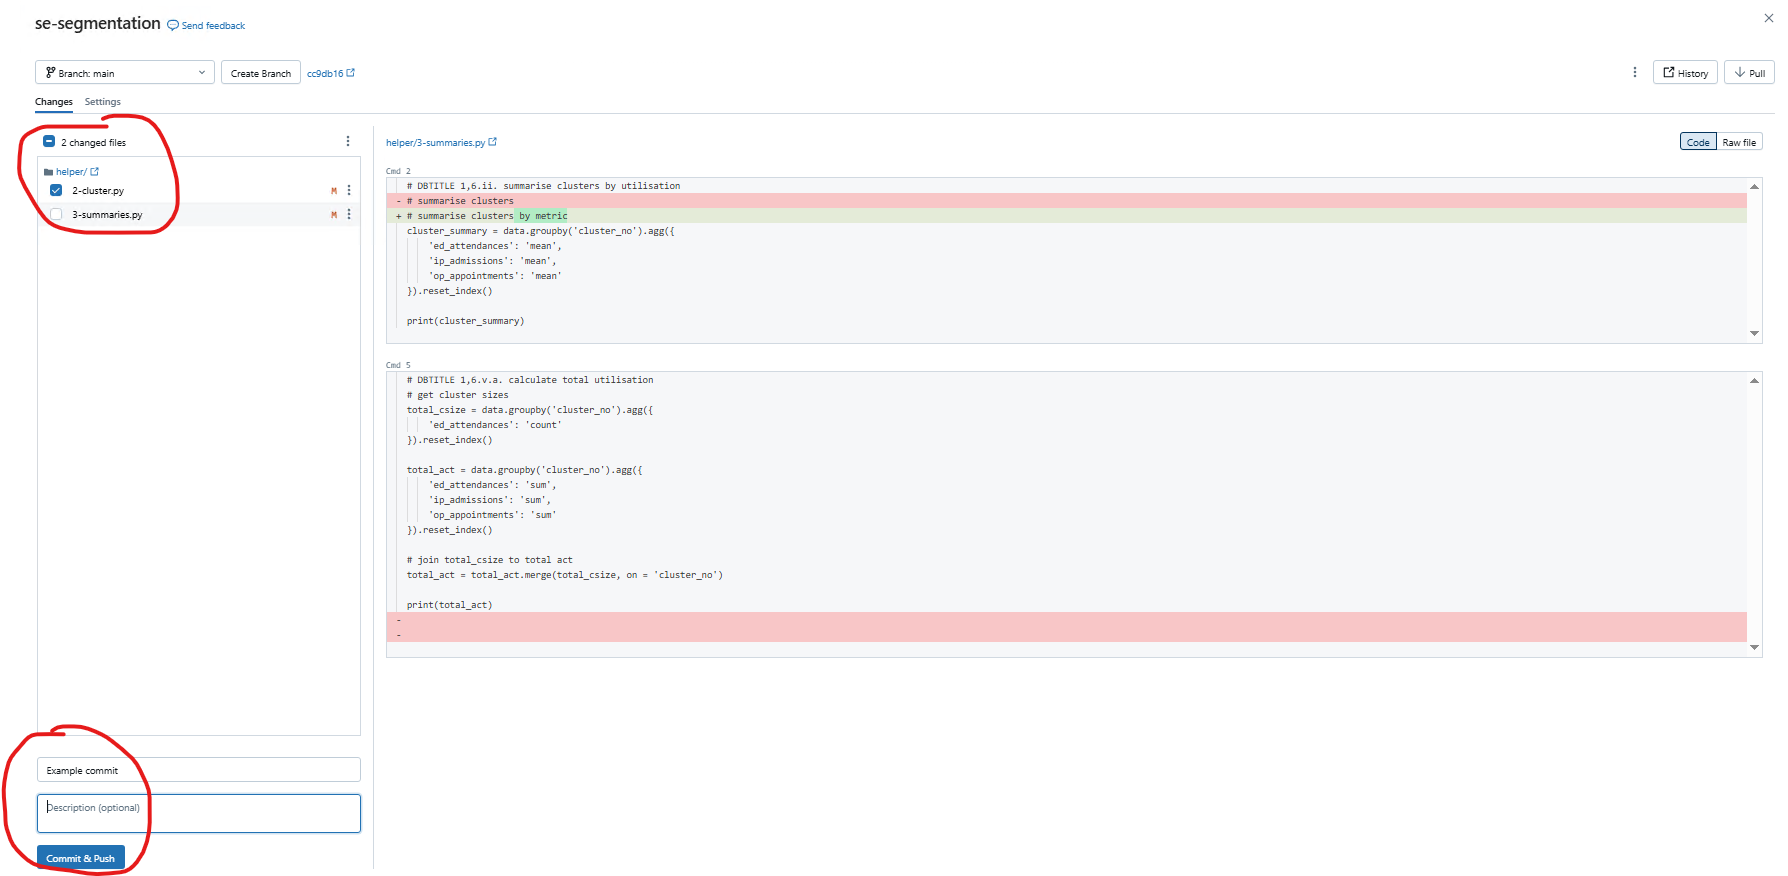 se-segmentation Send feedback
Branch: main Create Branch cc9db16 History Pull
Changes Settings
2 changed files
helper/
2-cluster.py M
3-summaries.py M
Example commit
Description (optional)
Commit & Push
helper/3-summaries.py Code Raw file
Cmd 2
# DBTITLE 1,6.ii. summarise clusters by utilisation
- # summarise clusters
+ # summarise clusters by metric
cluster_summary = data.groupby('cluster_no').agg({
'ed_attendances': 'mean',
'ip_admissions': 'mean',
'op_appointments': 'mean'
}).reset_index()
print(cluster_summary)
Cmd 5
# DBTITLE 1,6.v.a. calculate total utilisation
# get cluster sizes
total_csize = data.groupby('cluster_no').agg({
'ed_attendances': 'count'
}).reset_index()
total_act = data.groupby('cluster_no').agg({
'ed_attendances': 'sum',
'ip_admissions': 'sum',
'op_appointments': 'sum'
}).reset_index()
# join total_csize to total act
total_act = total_act.merge(total_csize, on = 'cluster_no')
print(total_act)
-
-